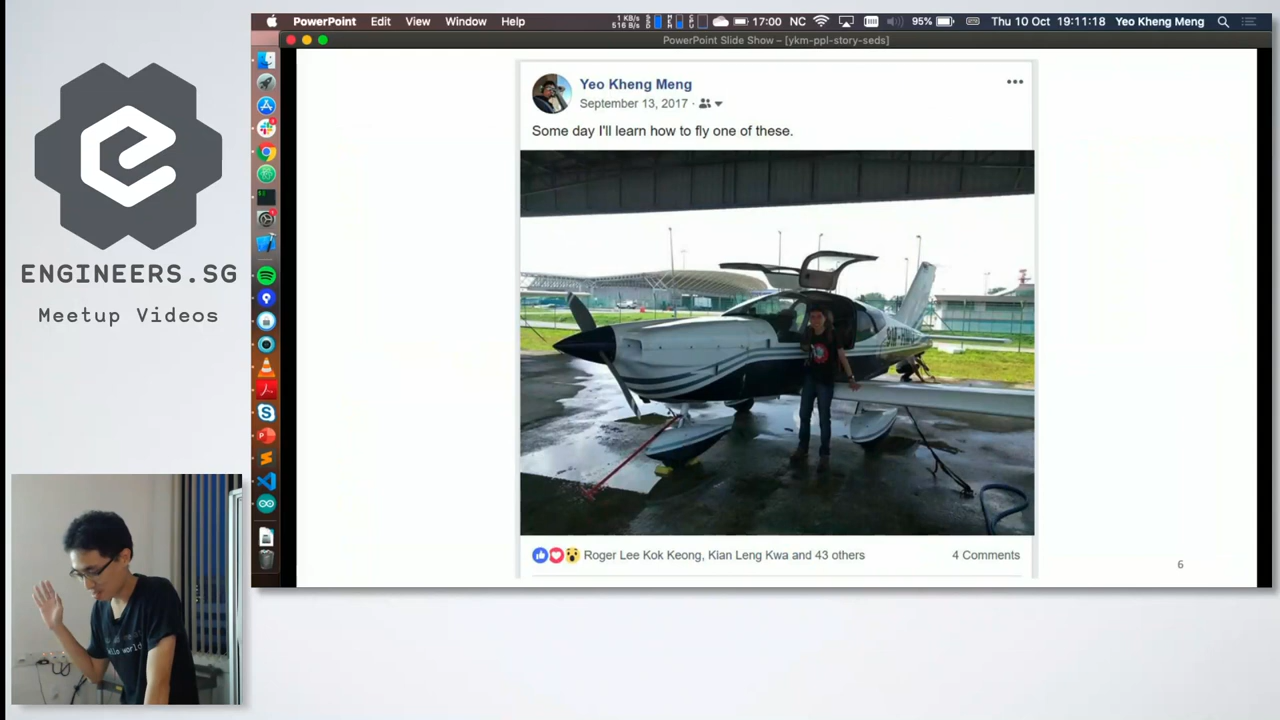 PowerPoint Edit View Window Help
1 KB/s
516 B/s
17:00 NC 95% Thu 10 Oct 19:11:18 Yeo Kheng Meng
PowerPoint Slide Show – [ykm-ppl-story-seds]
Yeo Kheng Meng
September 13, 2017 ·
Some day I'll learn how to fly one of these.
Roger Lee Kok Keong, Kian Leng Kwa and 43 others
4 Comments
6
ENGINEERS.SG
Meetup Videos